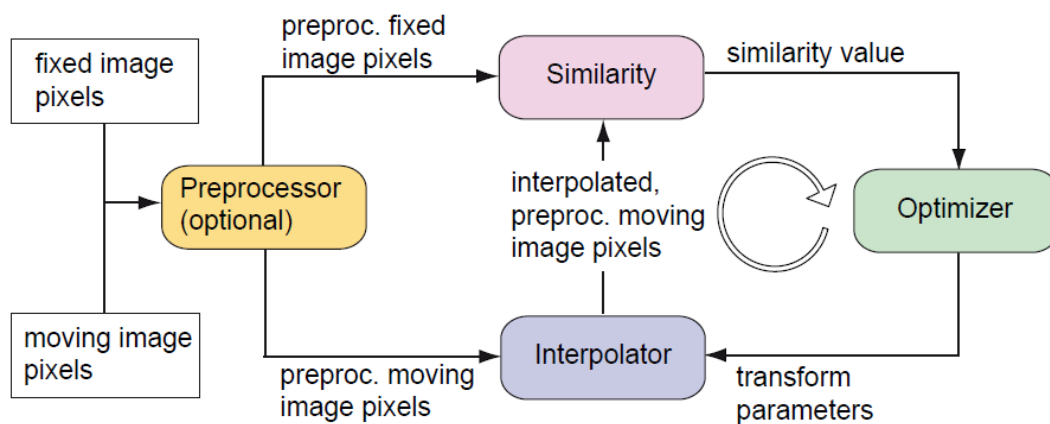 fixed image
pixels
preproc. fixed
image pixels
Similarity
similarity value
Preprocessor
(optional)
interpolated,
preproc. moving
image pixels
Optimizer
moving image
pixels
preproc. moving
image pixels
Interpolator
transform
parameters